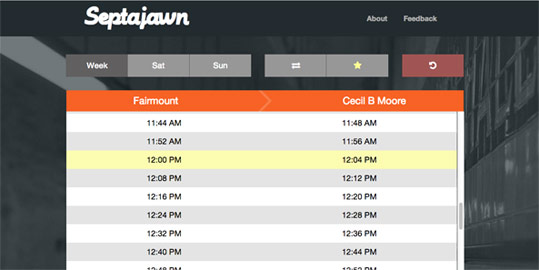 Septajawn
About Feedback
Week Sat Sun
Fairmount Cecil B Moore
11:44 AM 11:48 AM
11:52 AM 11:56 AM
12:00 PM 12:04 PM
12:08 PM 12:12 PM
12:16 PM 12:20 PM
12:24 PM 12:28 PM
12:32 PM 12:36 PM
12:40 PM 12:44 PM